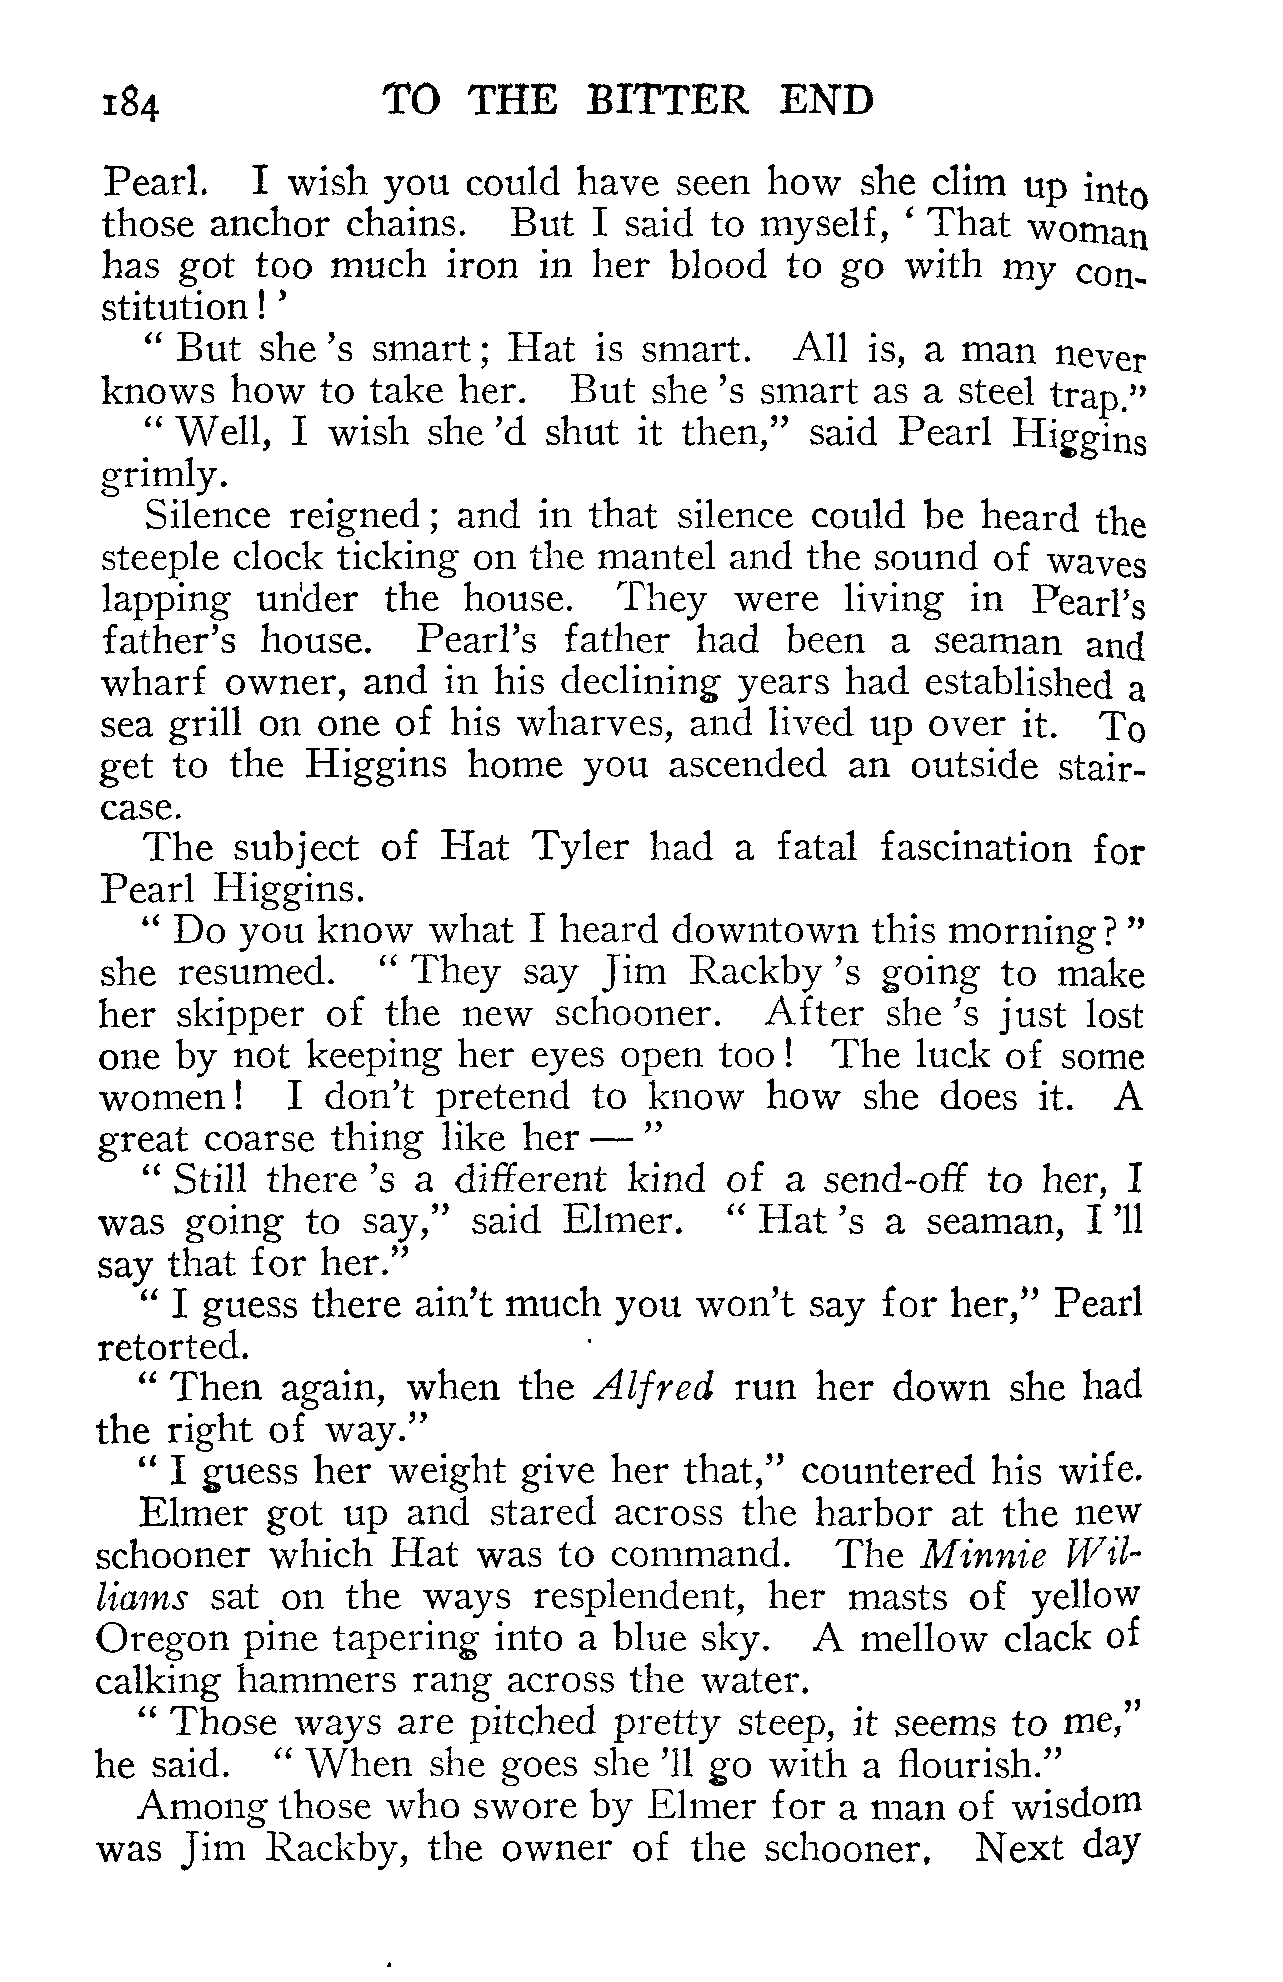 184 TO THE BITTER END
Pearl. I wish you could have seen how she clim up into
those anchor chains. But I said to myself, ‘ That woman
has got too much iron in her blood to go with my con-
stitution ! ’
“ But she ’s smart ; Hat is smart. All is, a man never
knows how to take her. But she ’s smart as a steel trap.”
“ Well, I wish she ’d shut it then,” said Pearl Higgins
grimly.
Silence reigned ; and in that silence could be heard the
steeple clock ticking on the mantel and the sound of waves
lapping under the house. They were living in Pearl’s
father’s house. Pearl’s father had been a seaman and
wharf owner, and in his declining years had established a
sea grill on one of his wharves, and lived up over it. To
get to the Higgins home you ascended an outside stair-
case.
The subject of Hat Tyler had a fatal fascination for
Pearl Higgins.
“ Do you know what I heard downtown this morning ? ”
she resumed. “ They say Jim Rackby ’s going to make
her skipper of the new schooner. After she ’s just lost
one by not keeping her eyes open too ! The luck of some
women ! I don’t pretend to know how she does it. A
great coarse thing like her — ”
“ Still there ’s a different kind of a send-off to her, I
was going to say,” said Elmer. “ Hat ’s a seaman, I ’ll
say that for her.”
“ I guess there ain’t much you won’t say for her,” Pearl
retorted.
“ Then again, when the Alfred run her down she had
the right of way.”
“ I guess her weight give her that,” countered his wife.
Elmer got up and stared across the harbor at the new
schooner which Hat was to command. The Minnie Wil-
liams sat on the ways resplendent, her masts of yellow
Oregon pine tapering into a blue sky. A mellow clack of
calking hammers rang across the water.
“ Those ways are pitched pretty steep, it seems to me,”
he said. “ When she goes she ’ll go with a flourish.”
Among those who swore by Elmer for a man of wisdom
was Jim Rackby, the owner of the schooner. Next day